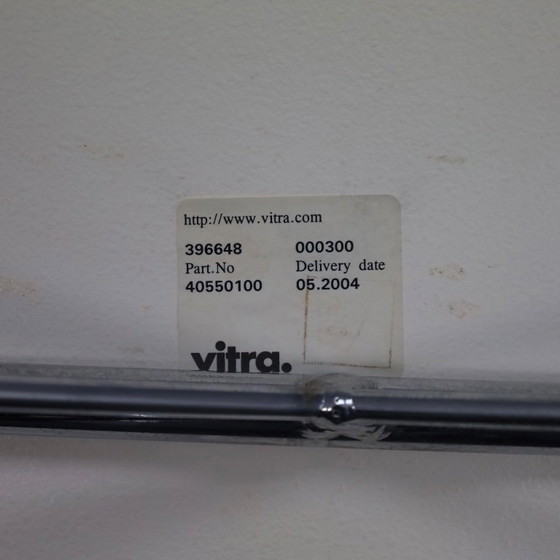 http://www.vitra.com
396648 000300
Part.No Delivery date
40550100 05.2004
vitra.